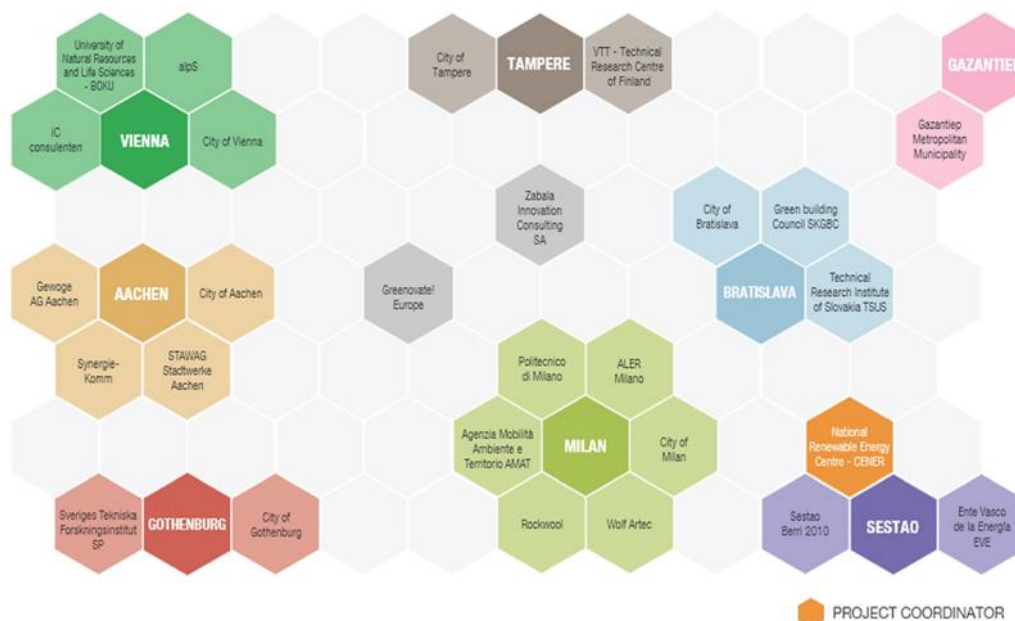 University of
Natural Resources
and Life Sciences
- BOKU
alpS
iC
consulenten
VIENNA
City of Vienna
City of
Tampere
TAMPERE
VTT - Technical
Research Centre
of Finland
GAZANTIEP
Gazantiep
Metropolitan
Municipality
Zabala
Innovation
Consulting
SA
City of
Bratislava
Green building
Council SKGBC
Gewoge
AG Aachen
AACHEN
City of Aachen
Greenovate!
Europe
BRATISLAVA
Technical
Research Institute
of Slovakia TSUS
Synergie-
Komm
STAWAG
Stadtwerke
Aachen
Politecnico
di Milano
ALER
Milano
Agenzia Mobilità
Ambiente e
Territorio AMAT
MILAN
City of
Milan
National
Renewable Energy
Centre - CENER
Sveriges Tekniska
Forskningsinstitut
SP
GOTHENBURG
City of
Gothenburg
Rockwool
Wolf Artec
Sestao
Berri 2010
SESTAO
Ente Vasco
de la Energía
EVE
PROJECT COORDINATOR